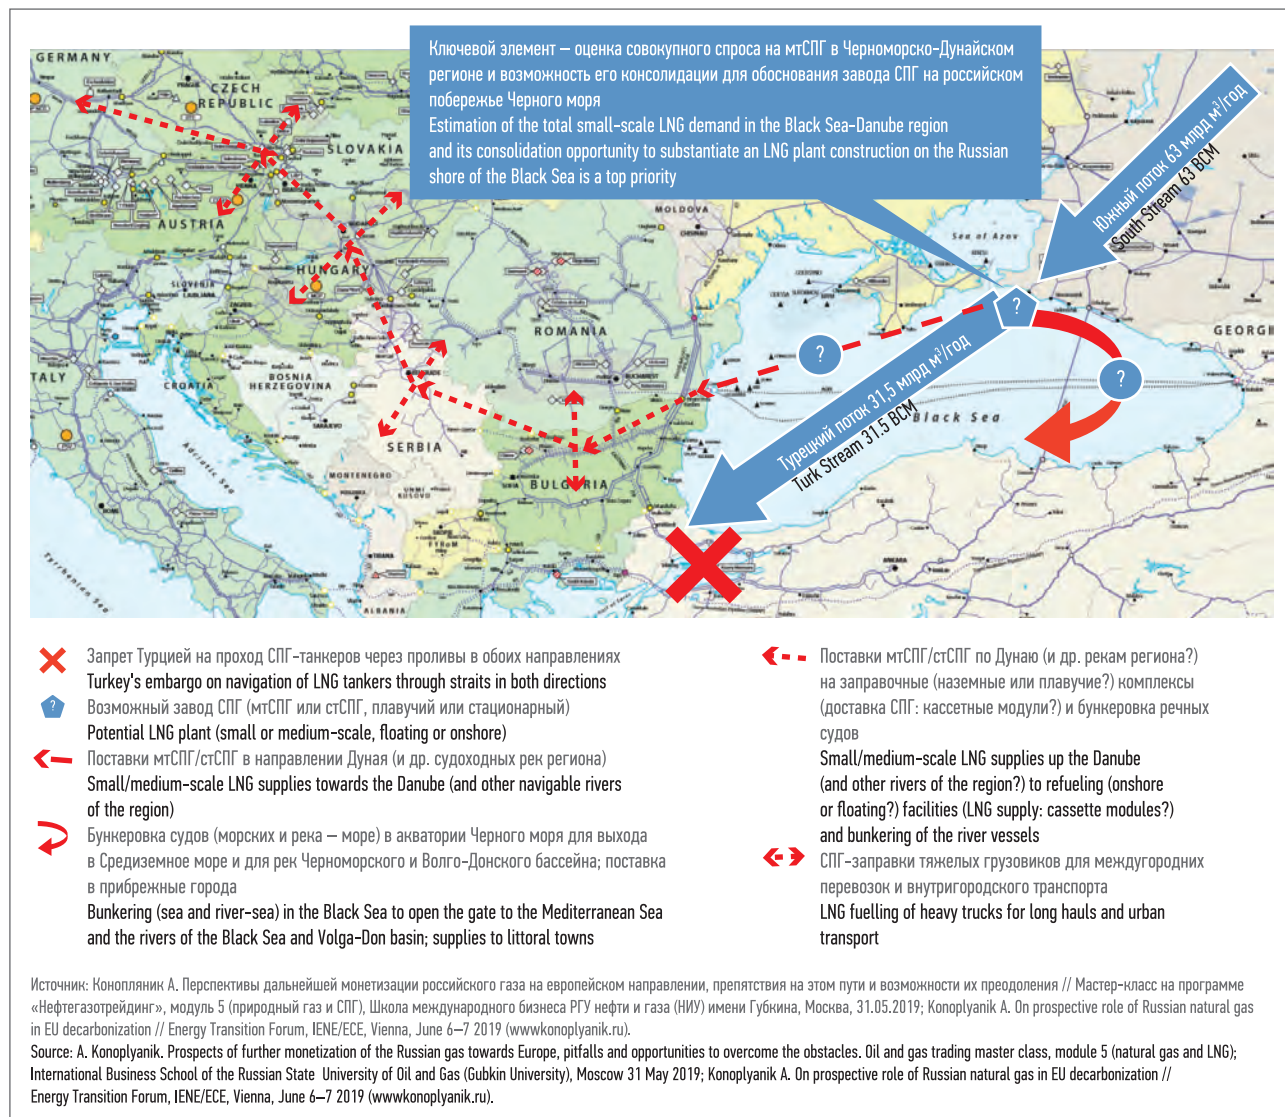 Ключевой элемент – оценка совокупного спроса на мтСПГ в Черноморско-Дунайском
регионе и возможность его консолидации для обоснования завода СПГ на российском
побережье Черного моря
Estimation of the total small-scale LNG demand in the Black Sea-Danube region
and its consolidation opportunity to substantiate an LNG plant construction on the Russian
shore of the Black Sea is a top priority
Южный поток 63 млрд м³/год
South Stream 63 BCM
Турецкий поток 31,5 млрд м³/год
Turk Stream 31.5 BCM
?
?
?
GERMANY
CZECH
REPUBLIC
SLOVAKIA
AUSTRIA
HUNGARY
SLOVENIA
ITALY
CROATIA
BOSNIA
HERZEGOVINA
SERBIA
MONTENEGRO
UNMI
KOSOVO
FYRoM
ALBANIA
TIRANA
ROMANIA
BULGARIA
MOLDOVA
GEORGI
ANKARA
Sea of Azov
Black Sea
Adriatic Sea
Tyrrhenian Sea
Запрет Турцией на проход СПГ-танкеров через проливы в обоих направлениях
Turkey's embargo on navigation of LNG tankers through straits in both directions
?
Возможный завод СПГ (мтСПГ или стСПГ, плавучий или стационарный)
Potential LNG plant (small or medium-scale, floating or onshore)
Поставки мтСПГ/стСПГ в направлении Дуная (и др. судоходных рек региона)
Small/medium-scale LNG supplies towards the Danube (and other navigable rivers
of the region)
Бункеровка судов (морских и река – море) в акватории Черного моря для выхода
в Средиземное море и для рек Черноморского и Волго-Донского бассейна; поставка
в прибрежные города
Bunkering (sea and river-sea) in the Black Sea to open the gate to the Mediterranean Sea
and the rivers of the Black Sea and Volga-Don basin; supplies to littoral towns
Поставки мтСПГ/стСПГ по Дунаю (и др. рекам региона?)
на заправочные (наземные или плавучие?) комплексы
(доставка СПГ: кассетные модули?) и бункеровка речных
судов
Small/medium-scale LNG supplies up the Danube
(and other rivers of the region?) to refueling (onshore
or floating?) facilities (LNG supply: cassette modules?)
and bunkering of the river vessels
СПГ-заправки тяжелых грузовиков для междугородних
перевозок и внутригородского транспорта
LNG fuelling of heavy trucks for long hauls and urban
transport
Источник: Конопляник А. Перспективы дальнейшей монетизации российского газа на европейском направлении, препятствия на этом пути и возможности их преодоления // Мастер-класс на программе
«Нефтегазотрейдинг», модуль 5 (природный газ и СПГ), Школа международного бизнеса РГУ нефти и газа (НИУ) имени Губкина, Москва, 31.05.2019; Konoplyanik A. On prospective role of Russian natural gas
in EU decarbonization // Energy Transition Forum, IENE/ECE, Vienna, June 6–7 2019 (wwwkonoplyanik.ru).
Source: A. Konoplyanik. Prospects of further monetization of the Russian gas towards Europe, pitfalls and opportunities to overcome the obstacles. Oil and gas trading master class, module 5 (natural gas and LNG);
International Business School of the Russian State University of Oil and Gas (Gubkin University), Moscow 31 May 2019; Konoplyanik A. On prospective role of Russian natural gas in EU decarbonization //
Energy Transition Forum, IENE/ECE, Vienna, June 6–7 2019 (wwwkonoplyanik.ru).